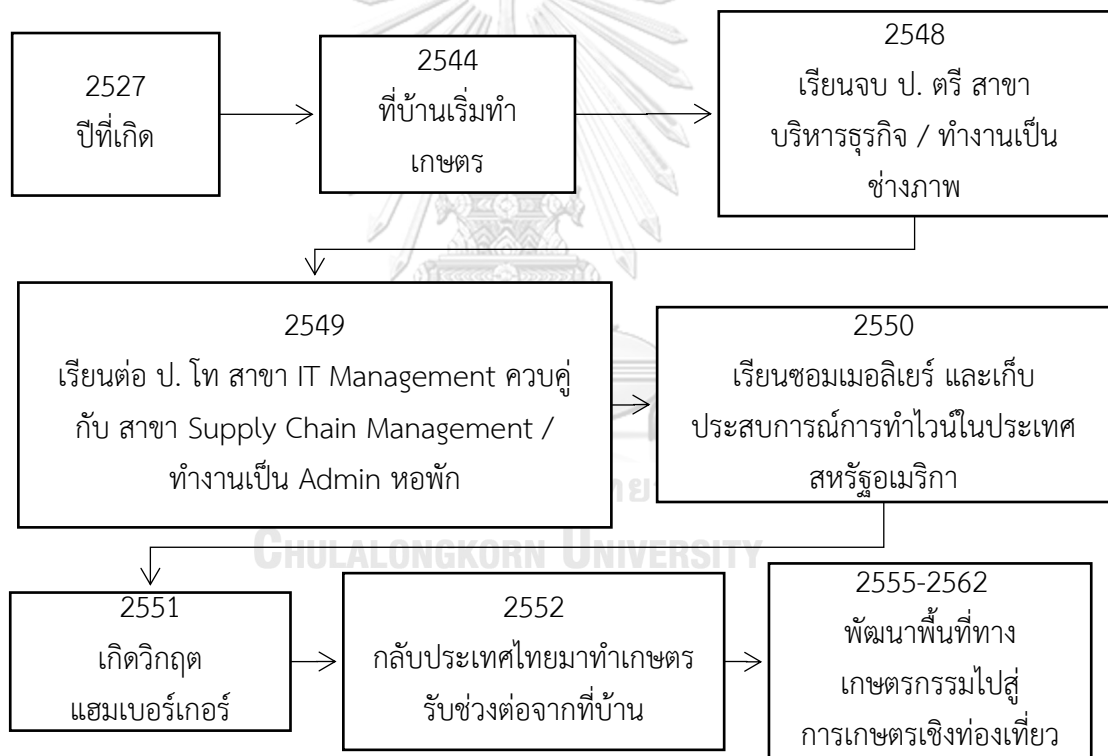 2527
ปีที่เกิด
2544
ที่บ้านเริ่มทำ
เกษตร
2548
เรียนจบ ป. ตรี สาขา
บริหารธุรกิจ / ทำงานเป็น
ช่างภาพ
2549
เรียนต่อ ป. โท สาขา IT Management ควบคู่
กับ สาขา Supply Chain Management /
ทำงานเป็น Admin หอพัก
2550
เรียนซอมเมอลิเยร์ และเก็บ
ประสบการณ์การทำไวน์ในประเทศ
สหรัฐอเมริกา
CHULALONGKORN UNIVERSITY
2551
เกิดวิกฤต
แฮมเบอร์เกอร์
2552
กลับประเทศไทยมาทำเกษตร
รับช่วงต่อจากที่บ้าน
2555-2562
พัฒนาพื้นที่ทาง
เกษตรกรรมไปสู่
การเกษตรเชิงท่องเที่ยว